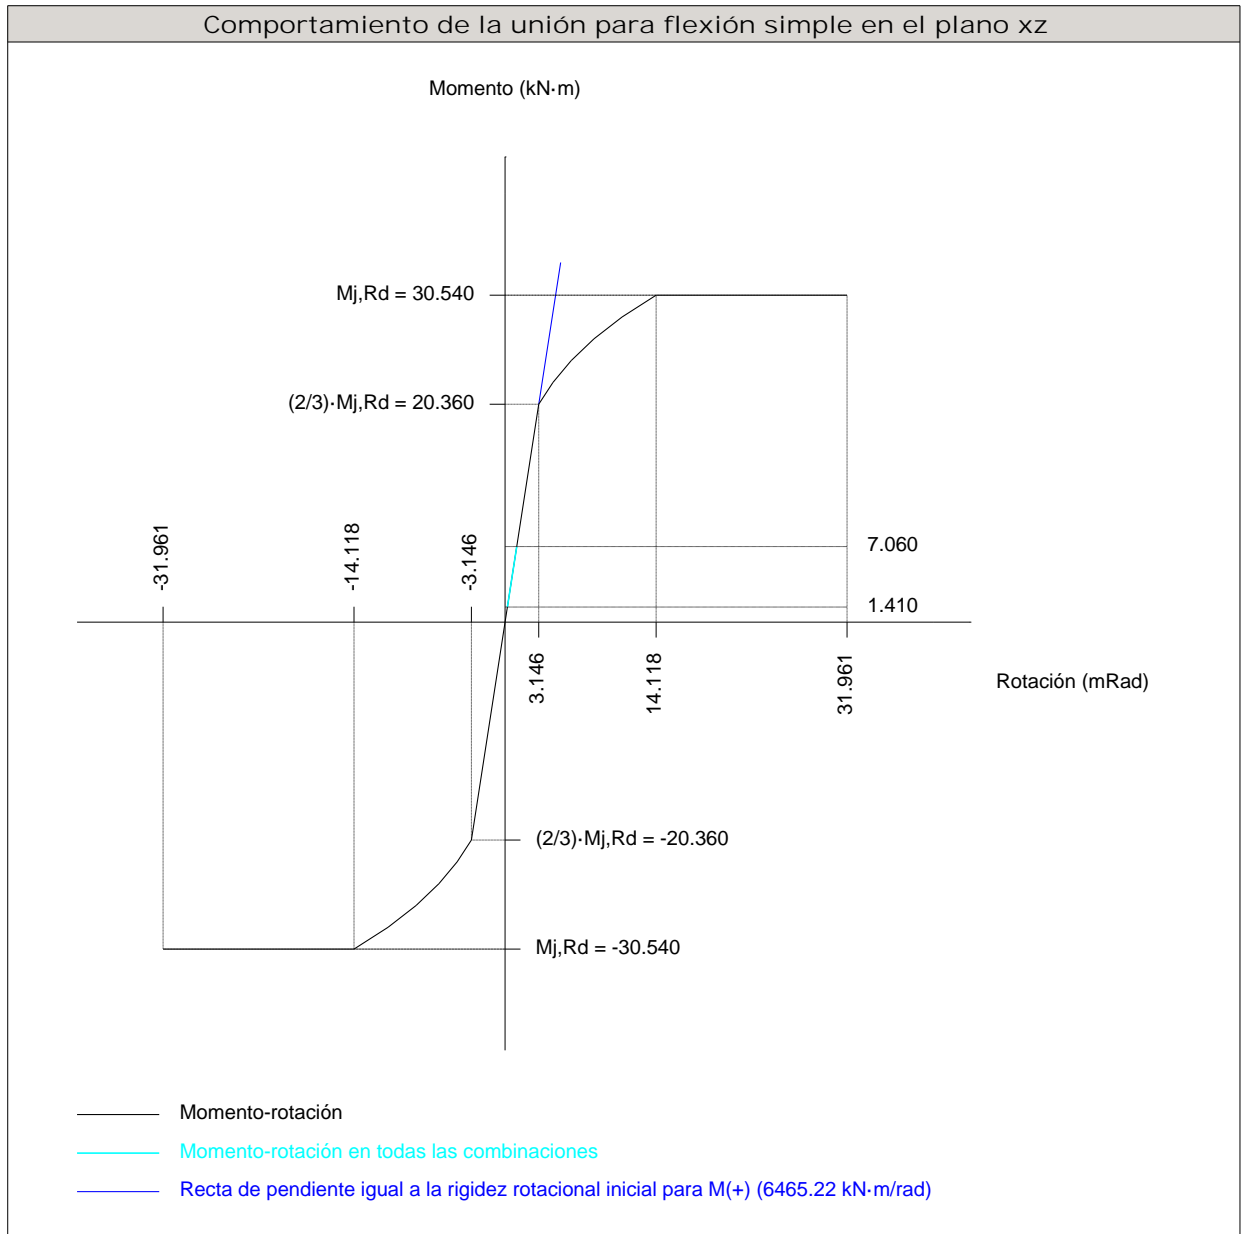 Comportamiento de la unión para flexión simple en el plano xz
Momento (kN·m)
Mj,Rd = 30.540
(2/3)·Mj,Rd = 20.360
-31.961
-14.118
-3.146
7.060
1.410
3.146
14.118
31.961
Rotación (mRad)
(2/3)·Mj,Rd = -20.360
Mj,Rd = -30.540
Momento-rotación
Momento-rotación en todas las combinaciones
Recta de pendiente igual a la rigidez rotacional inicial para M(+) (6465.22 kN·m/rad)